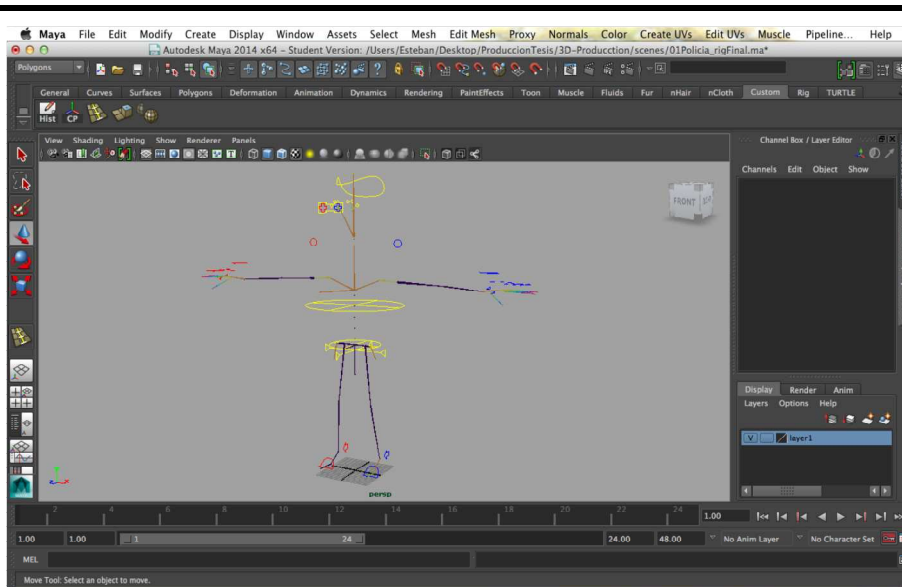 Maya File Edit Modify Create Display Window Assets Select Mesh Edit Mesh Proxy Normals Color Create UVs Edit UVs Muscle Pipeline... Help
Autodesk Maya 2014 x64 - Student Version: /Users/Esteban/Desktop/ProduccionTesis/3D-Producction/scenes/01Policia_rigFinal.ma*
Polygons
General Curves Surfaces Polygons Deformation Animation Dynamics Rendering PaintEffects Toon Muscle Fluids Fur nHair nCloth Custom Rig TURTLE
Hist CP
View Shading Lighting Show Renderer Panels
Channel Box / Layer Editor
Channels Edit Object Show
FRONT
persp
Display Render Anim
Layers Options Help
V layer1
2 4 6 8 10 12 14 16 18 20 22 24 1.00
1.00 1.00 1 24 24.00 48.00 No Anim Layer No Character Set
MEL
Move Tool: Select an object to move.